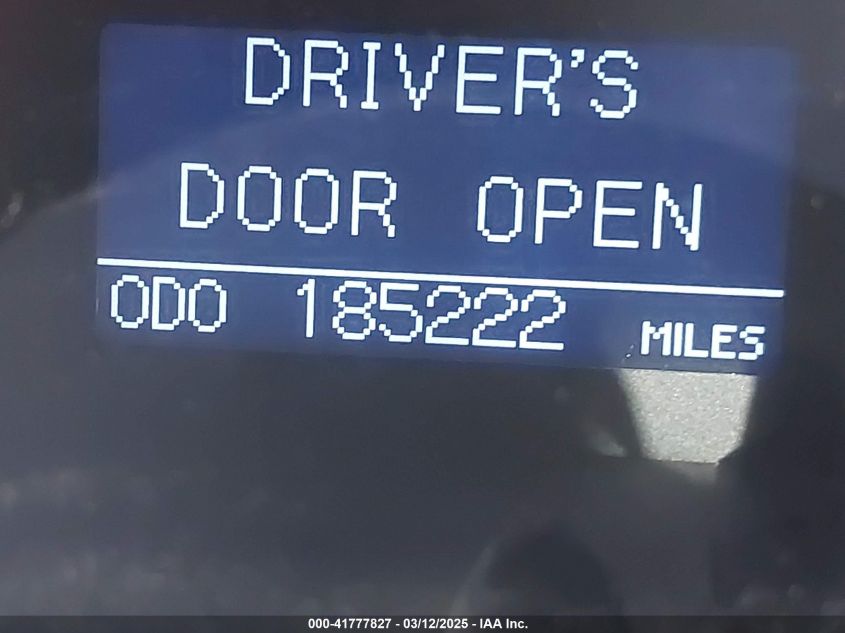 DRIVER'S
DOOR OPEN
ODO 185222 MILES
000-41777827 - 03/12/2025 - IAA Inc.